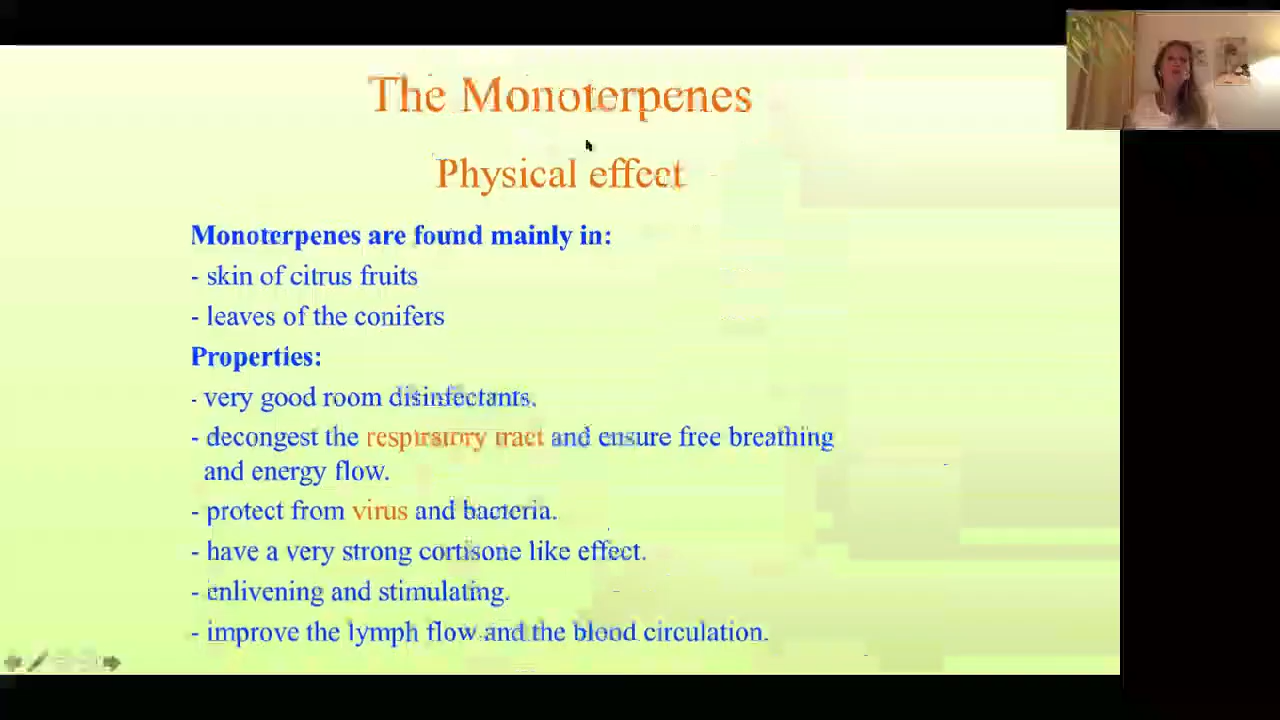 The Monoterpenes
Physical effect
Monoterpenes are found mainly in:
- skin of citrus fruits
- leaves of the conifers
Properties:
- very good room disinfectants.
- decongest the respiratory tract and ensure free breathing
and energy flow.
- protect from virus and bacteria.
- have a very strong cortisone like effect.
- enlivening and stimulating.
- improve the lymph flow and the blood circulation.